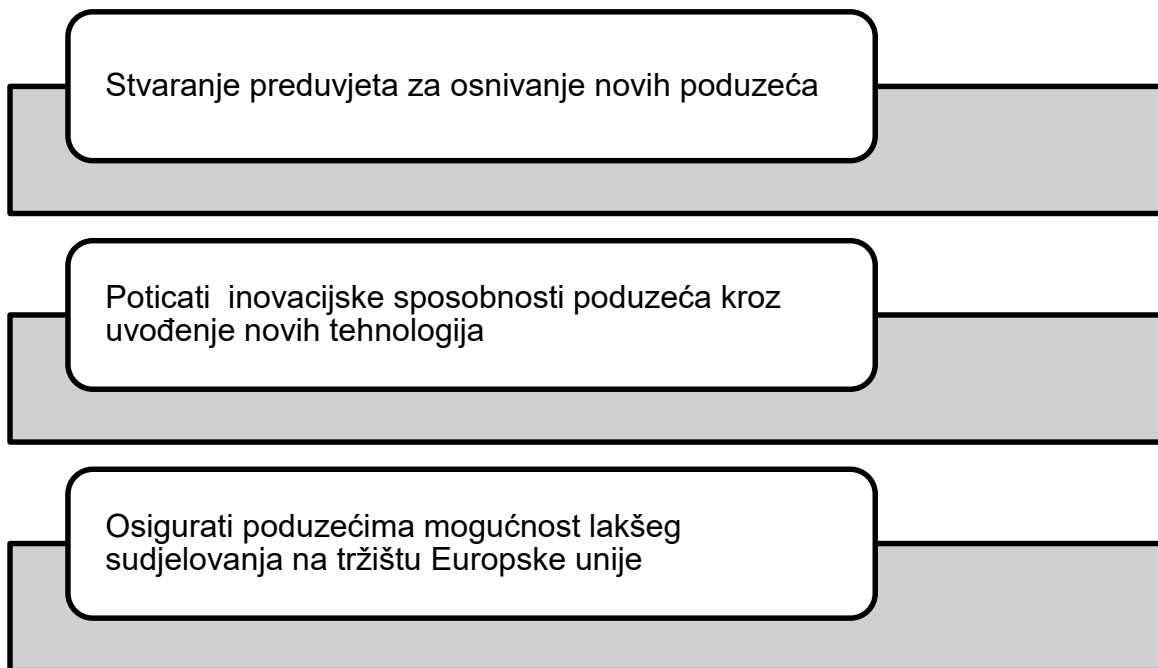 Stvaranje preduvjeta za osnivanje novih poduzeća
Poticati  inovacijske sposobnosti poduzeća kroz
uvođenje novih tehnologija
Osigurati poduzećima mogućnost lakšeg
sudjelovanja na tržištu Europske unije